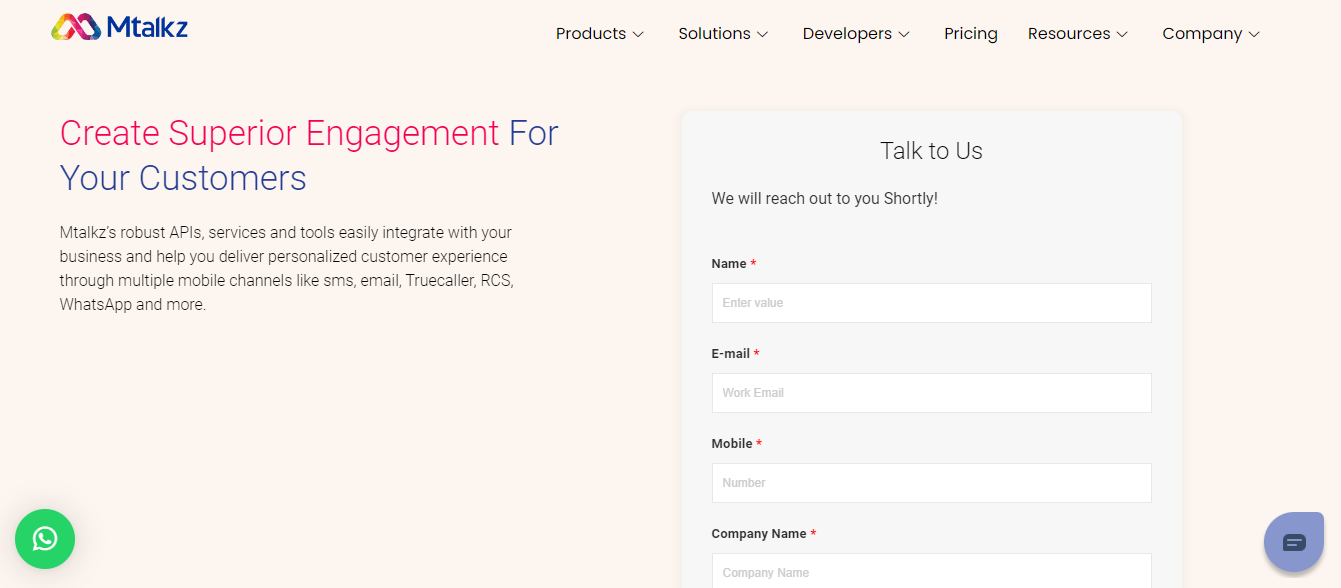 Mtalkz
Products
Solutions
Developers
Pricing
Resources
Company
Create Superior Engagement For
Your Customers
Mtalkz’s robust APIs, services and tools easily integrate with your
business and help you deliver personalized customer experience
through multiple mobile channels like sms, email, Truecaller, RCS,
WhatsApp and more.
Talk to Us
We will reach out to you Shortly!
Name *
Enter value
E-mail *
Work Email
Mobile *
Number
Company Name *
Company Name